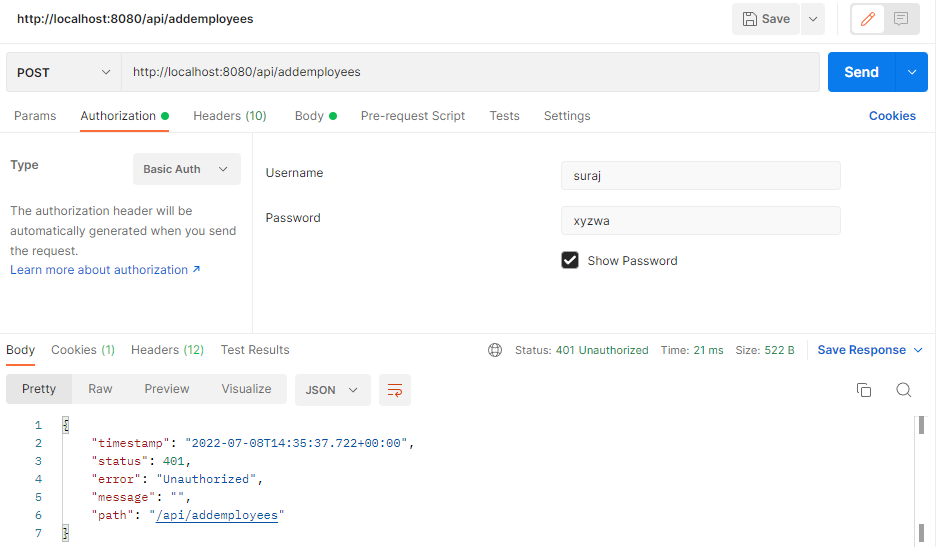 http://localhost:8080/api/addemployees Save
POST http://localhost:8080/api/addemployees Send
Params Authorization Headers (10) Body Pre-request Script Tests Settings Cookies
Type Basic Auth
Username suraj
The authorization header will be
automatically generated when you send
the request.
Learn more about authorization ↗
Password xyzwa
Show Password
Body Cookies (1) Headers (12) Test Results Status: 401 Unauthorized Time: 21 ms Size: 522 B Save Response
Pretty Raw Preview Visualize JSON
1 {
2 "timestamp": "2022-07-08T14:35:37.722+00:00",
3 "status": 401,
4 "error": "Unauthorized",
5 "message": "",
6 "path": "/api/addemployees"
7 }